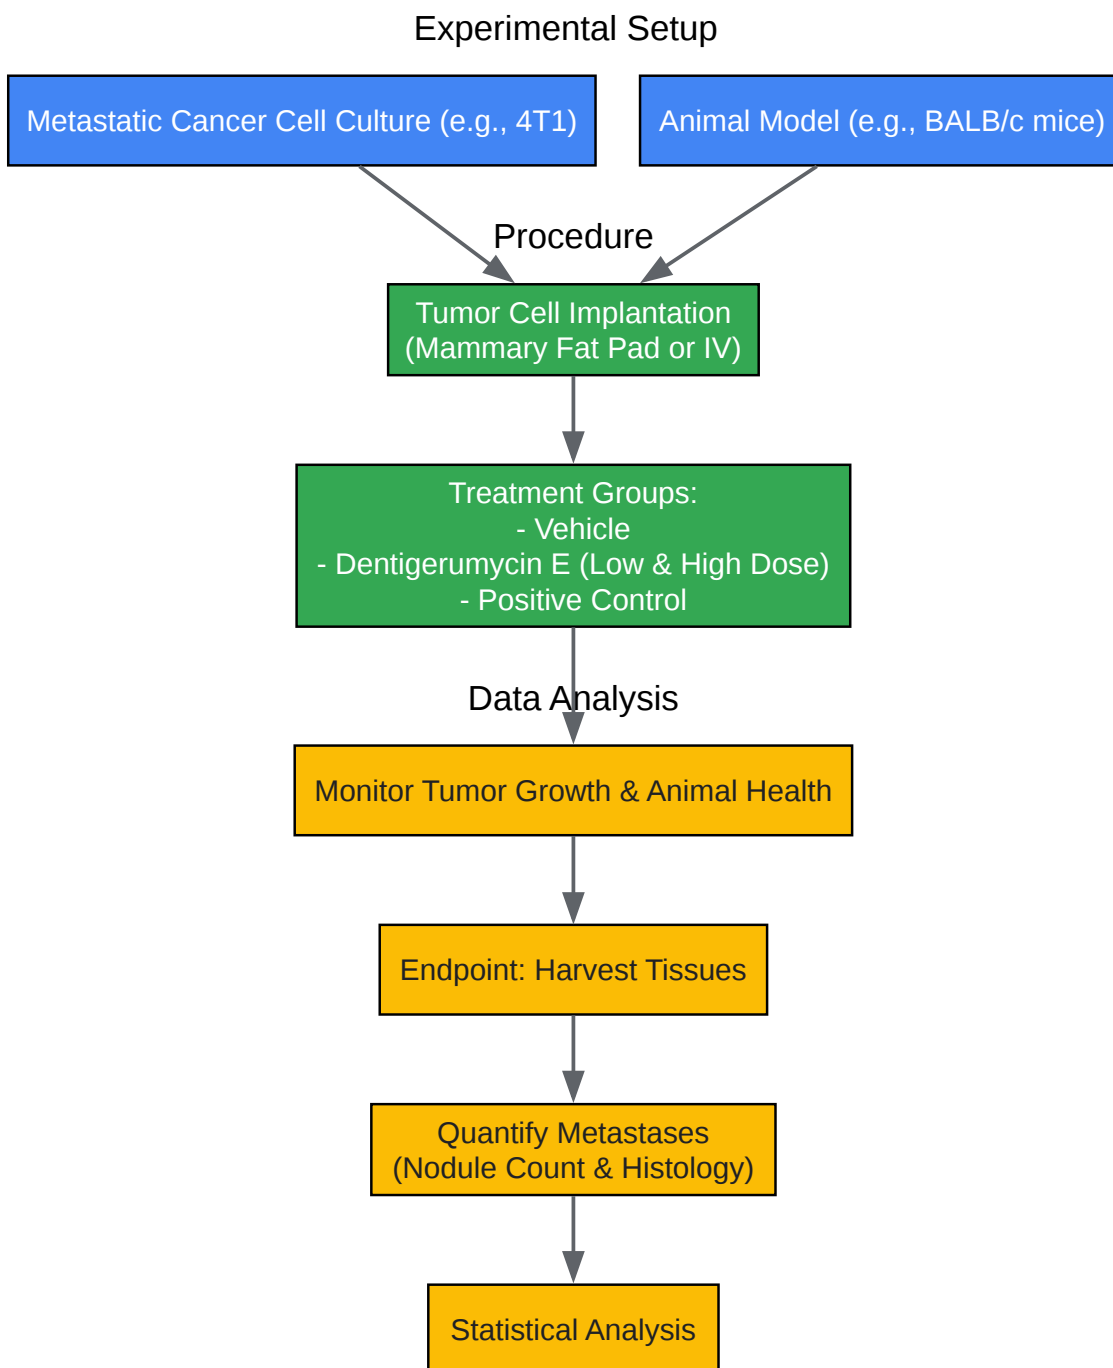 Experimental Setup
Metastatic Cancer Cell Culture (e.g., 4T1)
Animal Model (e.g., BALB/c mice)
Procedure
Tumor Cell Implantation
(Mammary Fat Pad or IV)
Treatment Groups:
- Vehicle
- Dentigerumycin E (Low & High Dose)
- Positive Control
Data Analysis
Monitor Tumor Growth & Animal Health
Endpoint: Harvest Tissues
Quantify Metastases
(Nodule Count & Histology)
Statistical Analysis